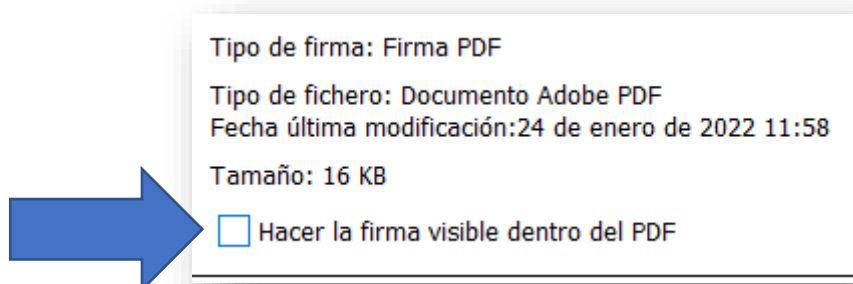 Tipo de firma: Firma PDF
Tipo de fichero: Documento Adobe PDF
Fecha última modificación:24 de enero de 2022 11:58
Tamaño: 16 KB
Hacer la firma visible dentro del PDF